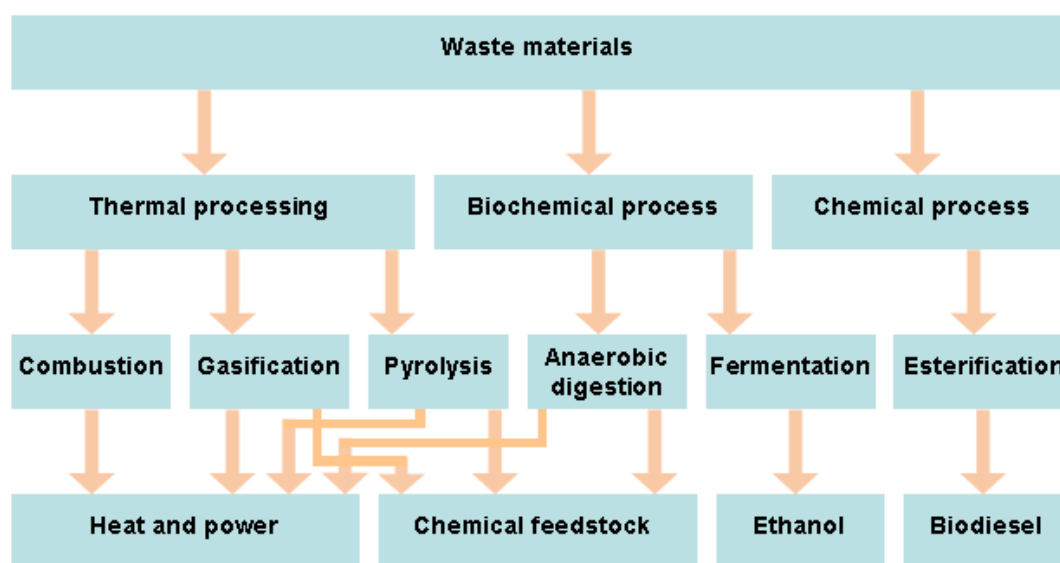 Waste materials
Thermal processing
Biochemical process
Chemical process
Combustion
Gasification
Pyrolysis
Anaerobic
digestion
Fermentation
Esterification
Heat and power
Chemical feedstock
Ethanol
Biodiesel